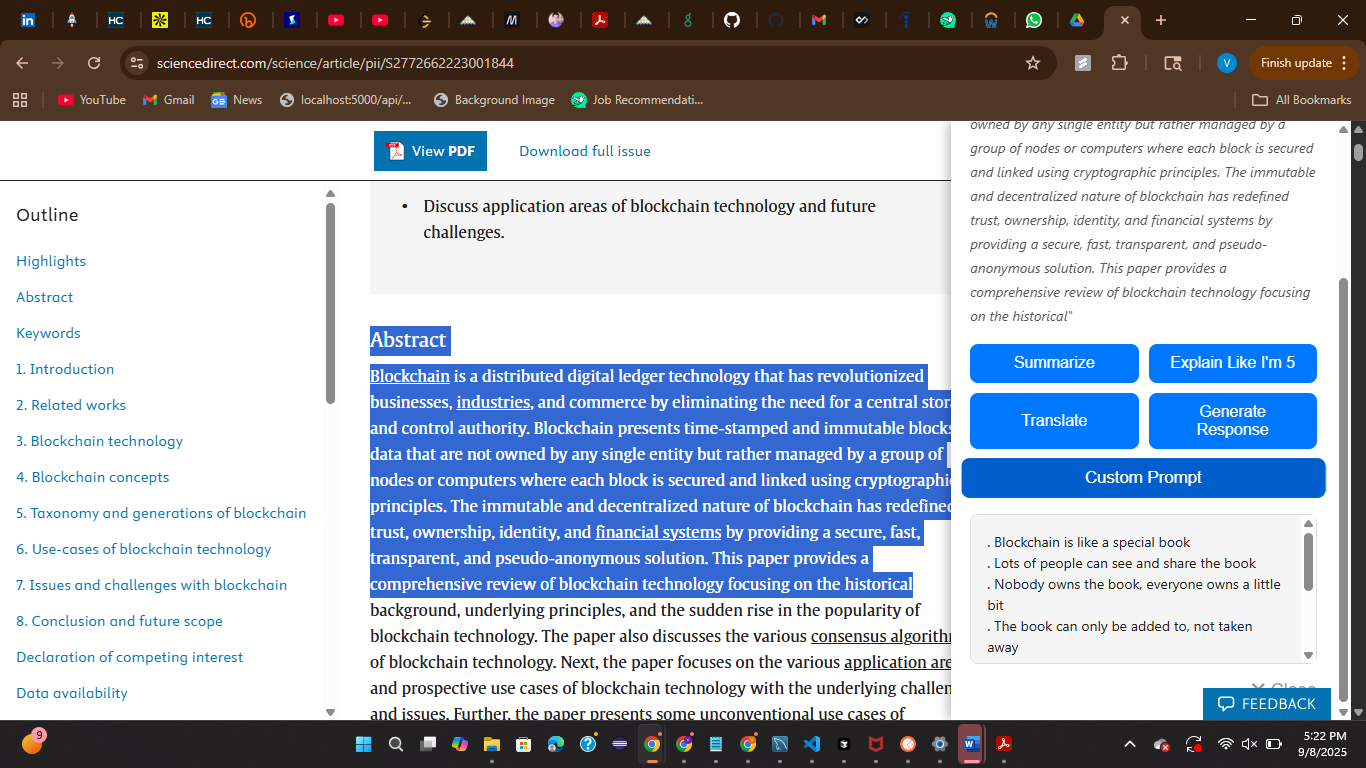 HC
HC
sciencedirect.com/science/article/pii/S2772662223001844
V
Finish update
YouTube
Gmail
News
localhost:5000/api/...
Background Image
Job Recommendati...
All Bookmarks
View PDF
Download full issue
Outline
Highlights
Abstract
Keywords
1. Introduction
2. Related works
3. Blockchain technology
4. Blockchain concepts
5. Taxonomy and generations of blockchain
6. Use-cases of blockchain technology
7. Issues and challenges with blockchain
8. Conclusion and future scope
Declaration of competing interest
Data availability
• Discuss application areas of blockchain technology and future
challenges.
Abstract
Blockchain is a distributed digital ledger technology that has revolutionized
businesses, industries, and commerce by eliminating the need for a central stora
and control authority. Blockchain presents time-stamped and immutable blocks
data that are not owned by any single entity but rather managed by a group of
nodes or computers where each block is secured and linked using cryptographic
principles. The immutable and decentralized nature of blockchain has redefined
trust, ownership, identity, and financial systems by providing a secure, fast,
transparent, and pseudo-anonymous solution. This paper provides a
comprehensive review of blockchain technology focusing on the historical
background, underlying principles, and the sudden rise in the popularity of
blockchain technology. The paper also discusses the various consensus algorith
of blockchain technology. Next, the paper focuses on the various application are
and prospective use cases of blockchain technology with the underlying challen
and issues. Further, the paper presents some unconventional use cases of
owned by any single entity but rather managed by a
group of nodes or computers where each block is secured
and linked using cryptographic principles. The immutable
and decentralized nature of blockchain has redefined
trust, ownership, identity, and financial systems by
providing a secure, fast, transparent, and pseudo-
anonymous solution. This paper provides a
comprehensive review of blockchain technology focusing
on the historical"
Summarize
Explain Like I'm 5
Translate
Generate
Response
Custom Prompt
. Blockchain is like a special book
. Lots of people can see and share the book
. Nobody owns the book, everyone owns a little
bit
. The book can only be added to, not taken
away
Close
FEEDBACK
9
5:22 PM
9/8/2025